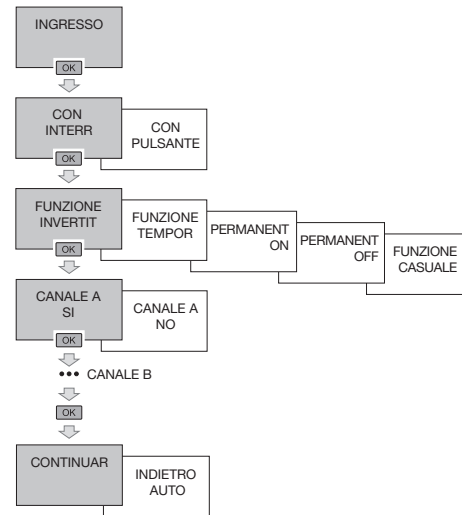 INGRESSO
OK
CON
INTERR
OK
CON
PULSANTE
FUNZIONE
INVERTIT
OK
FUNZIONE
TEMPOR
PERMANENT
ON
PERMANENT
OFF
FUNZIONE
CASUALE
CANALE A
SI
OK
CANALE A
NO
••• CANALE B
OK
CONTINUAR
INDIETRO
AUTO